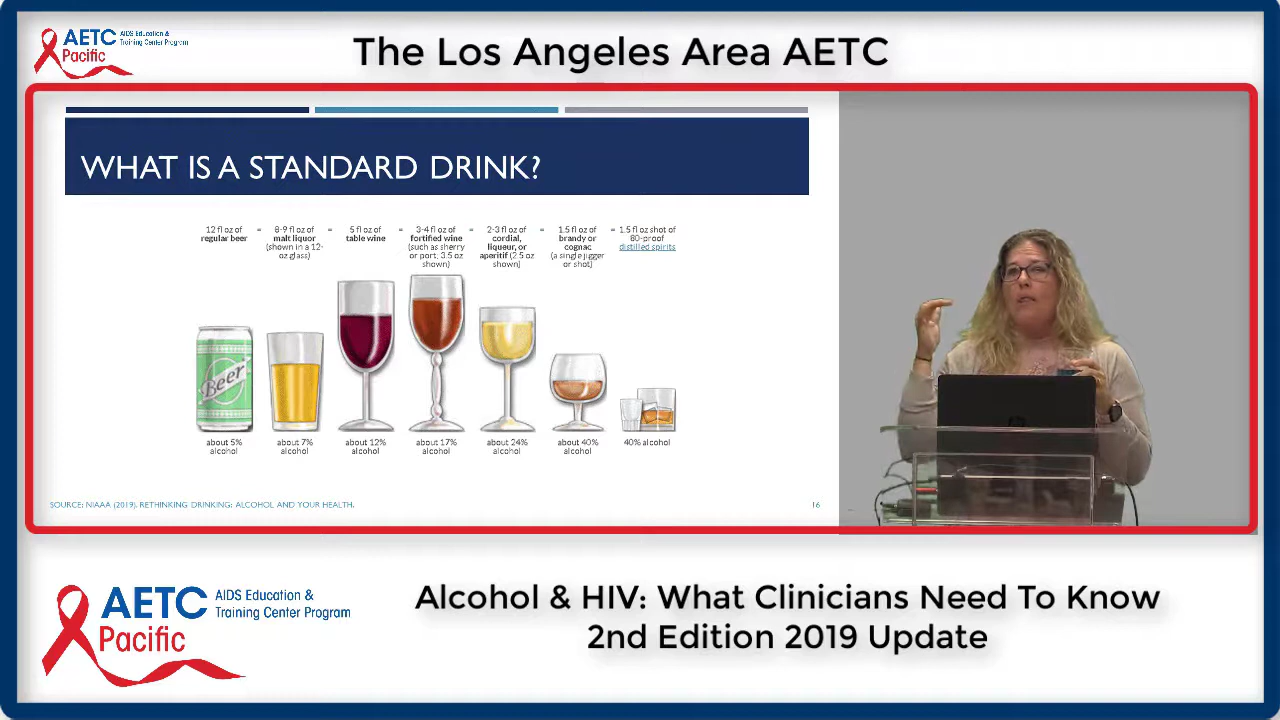 AETC AIDS Education &
Training Center Program
Pacific
The Los Angeles Area AETC
WHAT IS A STANDARD DRINK?
12 fl oz of
regular beer
=
8-9 fl oz of
malt liquor
(shown in a 12-
oz glass)
=
5 fl oz of
table wine
=
3-4 fl oz of
fortified wine
(such as sherry
or port, 3.5 oz
shown)
=
2-3 fl oz of
cordial,
liqueur, or
aperitif (2.5 oz
shown)
=
1.5 fl oz of
brandy or
cognac
(a single jigger
or shot)
=
1.5 fl oz shot of
80-proof
distilled spirits
Beer
about 5%
alcohol
about 7%
alcohol
about 12%
alcohol
about 17%
alcohol
about 24%
alcohol
about 40%
alcohol
40% alcohol
SOURCE: NIAAA (2019). RETHINKING DRINKING: ALCOHOL AND YOUR HEALTH.
16
AETC AIDS Education &
Training Center Program
Pacific
Alcohol & HIV: What Clinicians Need To Know
2nd Edition 2019 Update